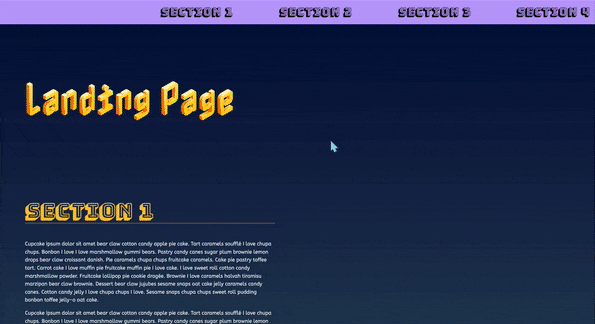 SECTION 1 SECTION 2 SECTION 3 SECTION 4
Landing Page
SECTION 1
Cupcake ipsum dolor sit amet bear claw cotton candy apple pie cake. Tart caramels soufflé I love chupa
chups. Bonbon I love I love marshmallow gummi bears. Pastry candy canes sugar plum brownie lemon
drops bear claw croissant danish. Pie caramels chupa chups fruitcake caramels. Cake pie pastry toffee
tart. Carrot cake I love muffin pie fruitcake muffin pie I love cake. I love sweet roll cotton candy
marshmallow powder. Fruitcake lollipop pie cookie dragée. Brownie I love caramels halvah tiramisu
marzipan bear claw brownie. Dessert bear claw jujubes sesame snaps oat cake jelly caramels candy
canes. Cotton candy jelly I love chupa chups I love. Sesame snaps chupa chups sweet roll pudding
bonbon toffee jelly-o oat cake.
Cupcake ipsum dolor sit amet bear claw cotton candy apple pie cake. Tart caramels soufflé I love chupa
chups. Bonbon I love I love marshmallow gummi bears. Pastry candy canes sugar plum brownie lemon